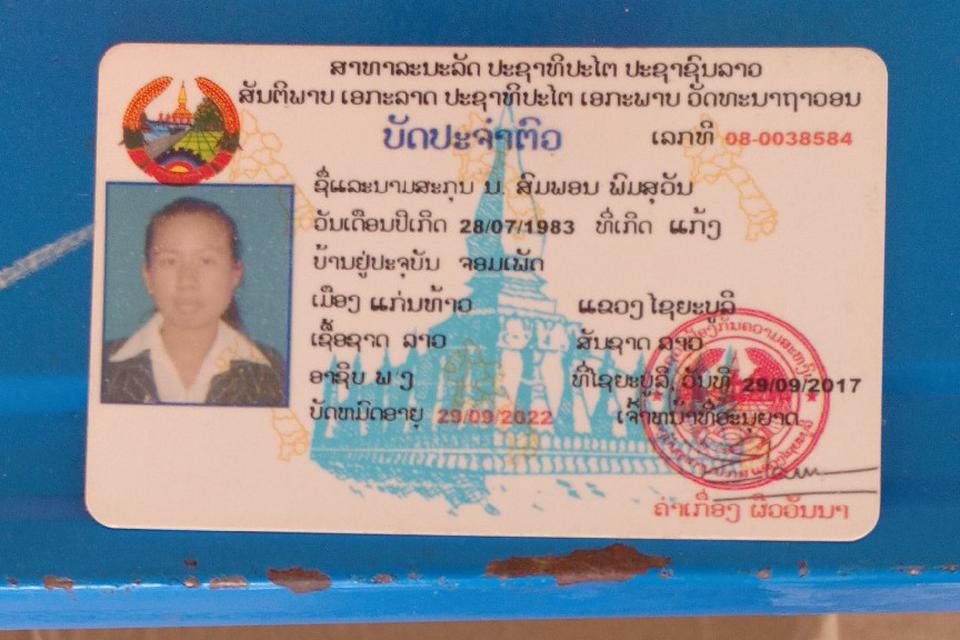 ສາທາລະນະລັດ ປະຊາທິປະໄຕ ປະຊາຊົນລາວ
ສັນຕິພາບ ເອກະລາດ ປະຊາທິປະໄຕ ເອກະພາບ ວັດທະນາຖາວອນ
ບັດປະຈຳຕົວ ເລກທີ 08-0038584
ຊື່ແລະນາມສະກຸນ ນ. ສົມພອນ ພົມສຸວັນ
ວັນເດືອນປີເກີດ 28/07/1983 ທີ່ເກີດ ແກ້ງ
ບ້ານຢູ່ປະຈຸບັນ ຈອມເພັດ
ເມືອງ ແກ່ນທ້າວ ແຂວງ ໄຊຍະບູລີ
ເຊື້ອຊາດ ລາວ ສັນຊາດ ລາວ
ອາຊີບ ພ ງ ທີ່ໄຊຍະບູລີ, ວັນທີ 29/09/2017
ບັດຫມົດອາຍຸ 29/09/2022 ເຈົ້າຫນ້າທີ່ອະນຸຍາດ
ຄ່າເກື່ອງ ຜິວວັນນາ